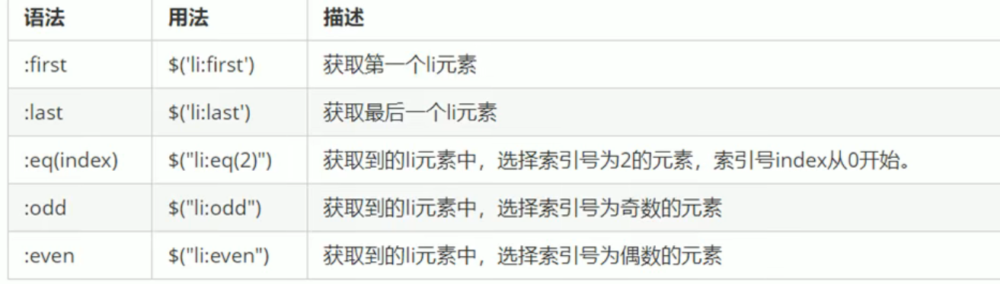 语法 用法 描述
:first $('li:first') 获取第一个li元素
:last $('li:last') 获取最后一个li元素
:eq(index) $("li:eq(2)") 获取到的li元素中，选择索引号为2的元素，索引号index从0开始。
:odd $("li:odd") 获取到的li元素中，选择索引号为奇数的元素
:even $("li:even") 获取到的li元素中，选择索引号为偶数的元素